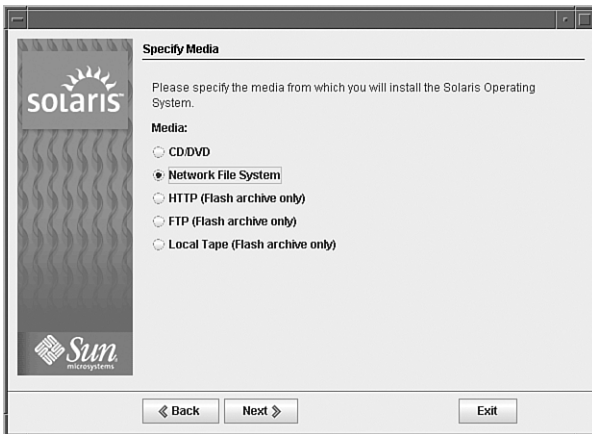 Specify Media
solaris
Please specify the media from which you will install the Solaris Operating
System.
Media:
CD/DVD
Network File System
HTTP (Flash archive only)
FTP (Flash archive only)
Local Tape (Flash archive only)
Sun
microsystems
Back
Next
Exit